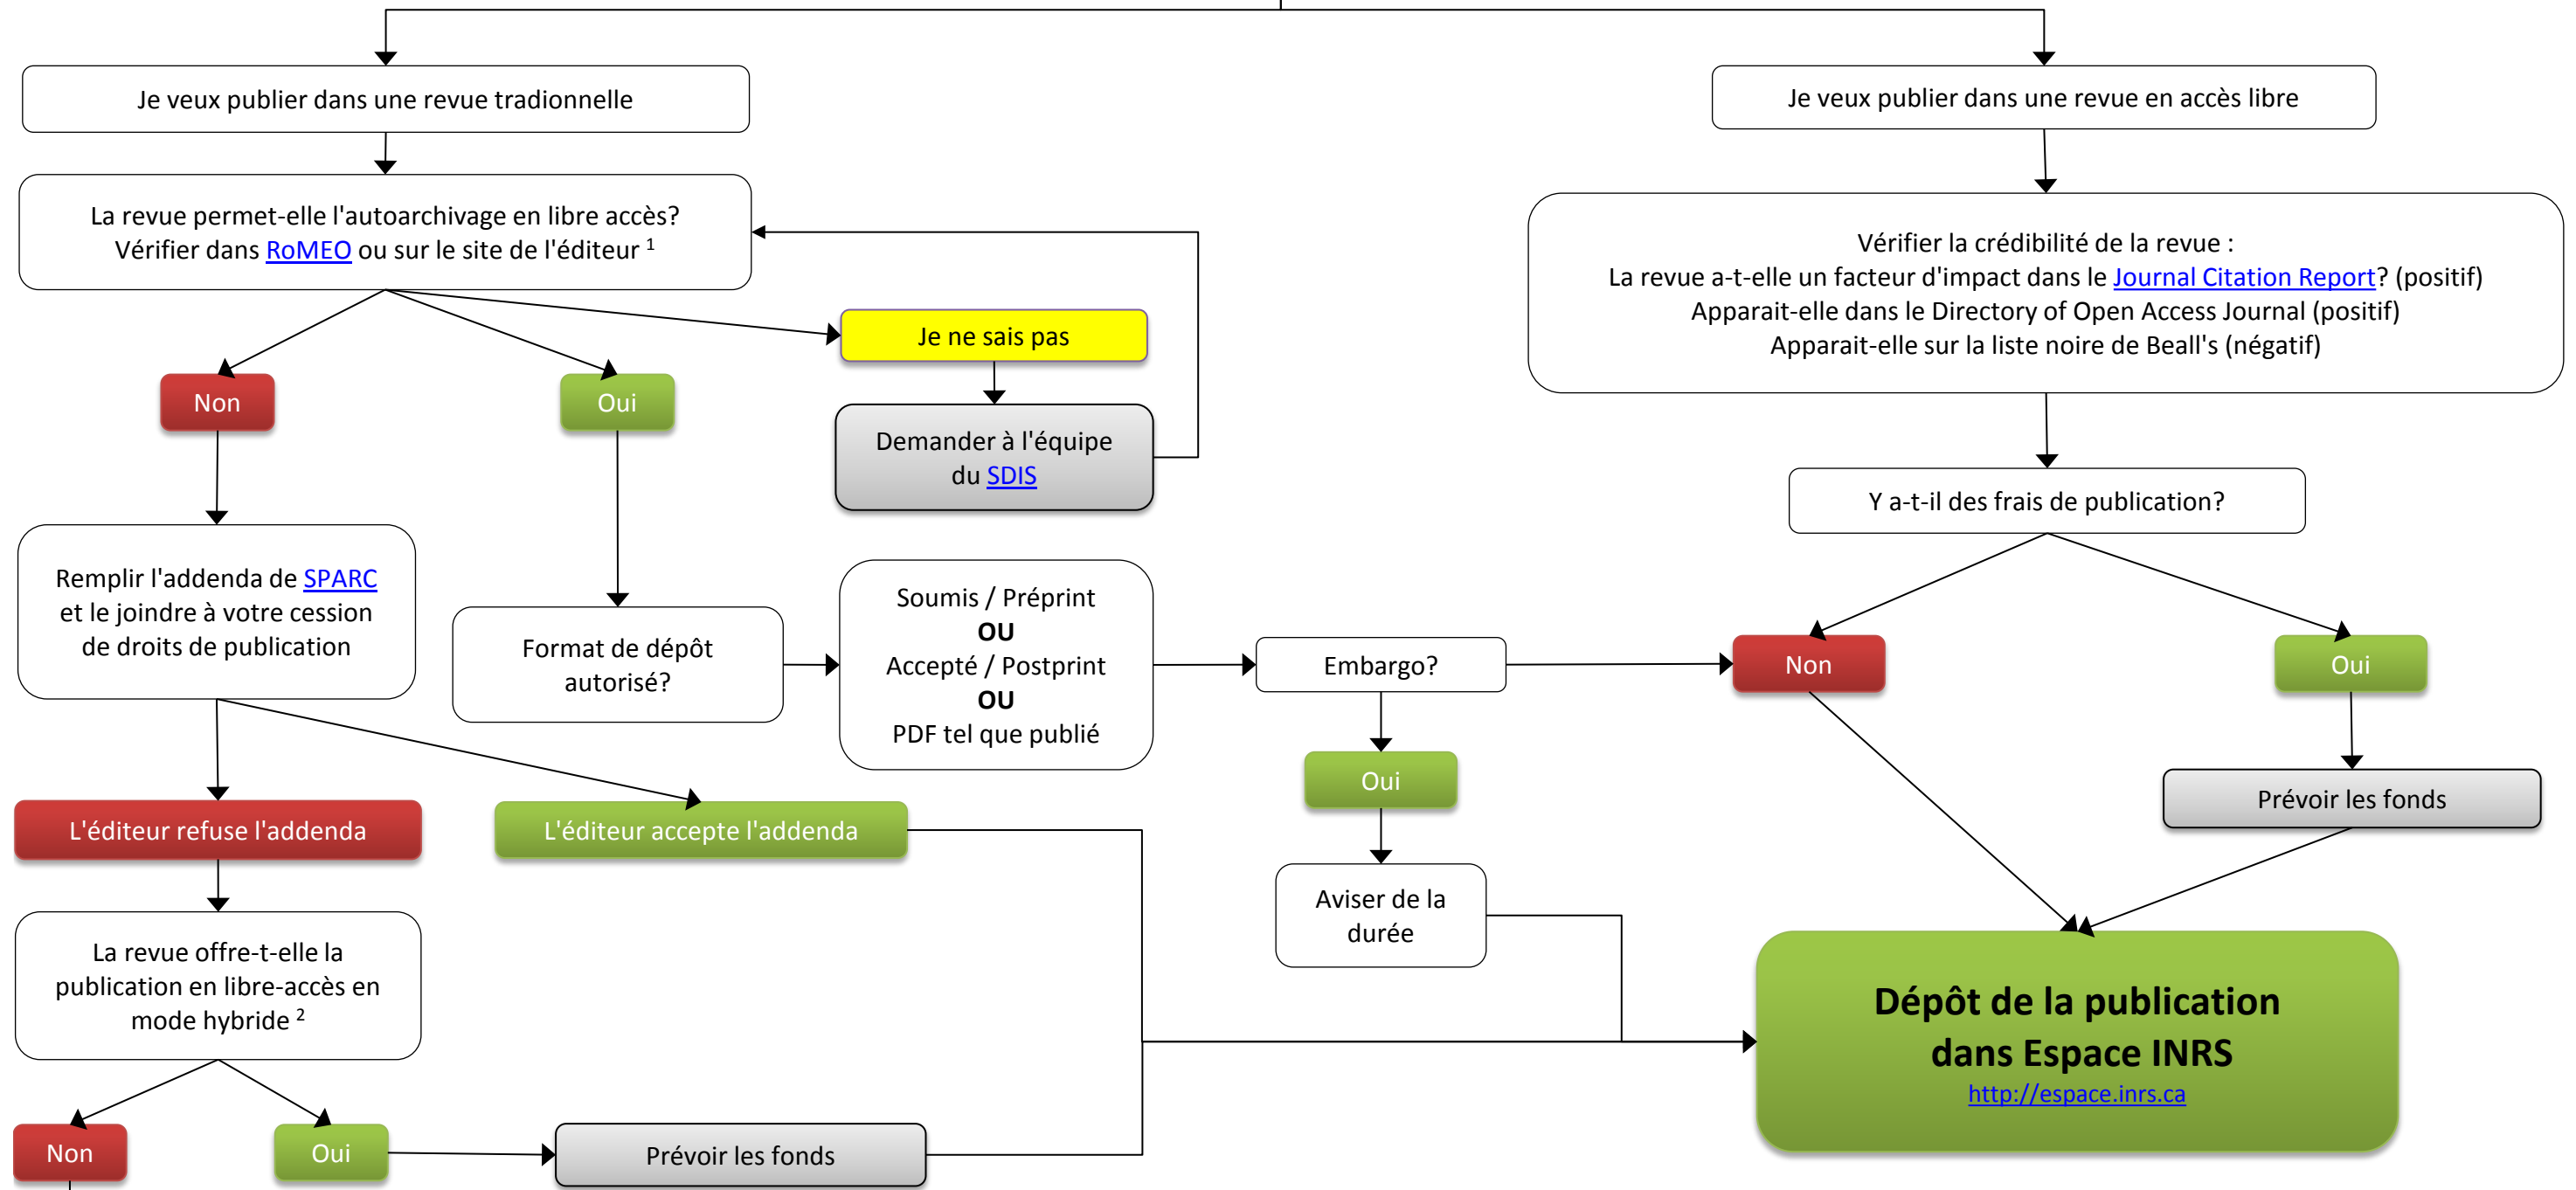 Je veux publier dans une revue tradionnelle
Je veux publier dans une revue en accès libre
La revue permet-elle l'autoarchivage en libre accès?
Vérifier dans RoMEO ou sur le site de l'éditeur ¹
Vérifier la crédibilité de la revue :
La revue a-t-elle un facteur d'impact dans le Journal Citation Report? (positif)
Apparait-elle dans le Directory of Open Access Journal (positif)
Apparait-elle sur la liste noire de Beall's (négatif)
Je ne sais pas
Non
Oui
Demander à l'équipe
du SDIS
Y a-t-il des frais de publication?
Remplir l'addenda de SPARC
et le joindre à votre cession
de droits de publication
Format de dépôt
autorisé?
Soumis / Préprint
OU
Accepté / Postprint
OU
PDF tel que publié
Embargo?
Non
Oui
Oui
Prévoir les fonds
L'éditeur refuse l'addenda
L'éditeur accepte l'addenda
Aviser de la
durée
La revue offre-t-elle la
publication en libre-accès en
mode hybride ²
Dépôt de la publication
dans Espace INRS
http://espace.inrs.ca
Non
Oui
Prévoir les fonds